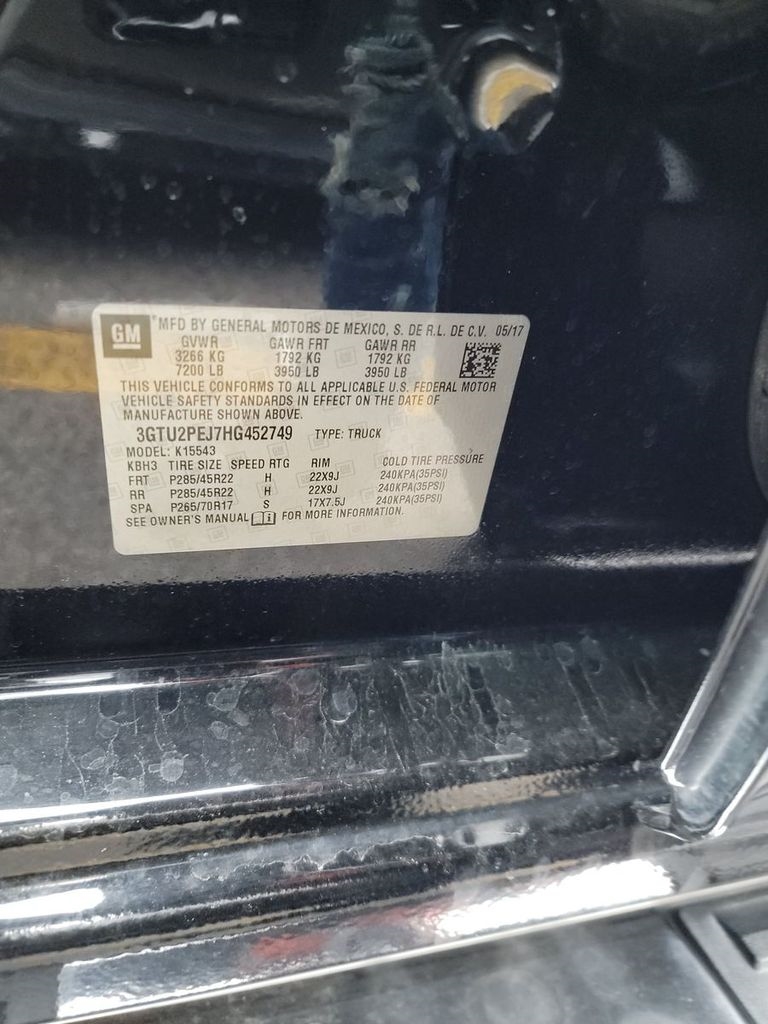 GM
MFD BY GENERAL MOTORS DE MEXICO, S. DE R.L. DE C.V. 05/17
GVWR GAWR FRT GAWR RR
3266 KG 1792 KG 1792 KG
7200 LB 3950 LB 3950 LB
THIS VEHICLE CONFORMS TO ALL APPLICABLE U.S. FEDERAL MOTOR
VEHICLE SAFETY STANDARDS IN EFFECT ON THE DATE OF
MANUFACTURE SHOWN ABOVE.
3GTU2PEJ7HG452749 TYPE: TRUCK
MODEL: K15543
KBH3 TIRE SIZE SPEED RTG RIM COLD TIRE PRESSURE
FRT P285/45R22 H 22X9J 240KPA(35PSI)
RR P285/45R22 H 22X9J 240KPA(35PSI)
SPA P265/70R17 S 17X7.5J 240KPA(35PSI)
SEE OWNER'S MANUAL FOR MORE INFORMATION.